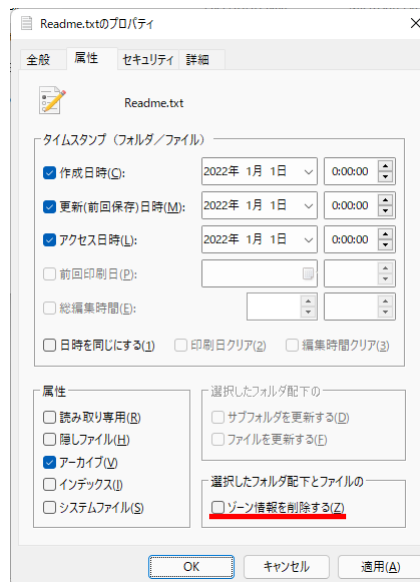 Readme.txtのプロパティ
全般 属性 セキュリティ 詳細
Readme.txt
タイムスタンプ（フォルダ／ファイル）
作成日時(C): 2022年 1月 1日 0:00:00
更新(前回保存)日時(M): 2022年 1月 1日 0:00:00
アクセス日時(L): 2022年 1月 1日 0:00:00
前回印刷日(P):
総編集時間(E):
日時を同じにする(1) 印刷日クリア(2) 編集時間クリア(3)
属性
読み取り専用(R)
隠しファイル(H)
アーカイブ(V)
インデックス(I)
システムファイル(S)
選択したフォルダ配下の
サブフォルダを更新する(D)
ファイルを更新する(F)
選択したフォルダ配下とファイルの
ゾーン情報を削除する(Z)
OK キャンセル 適用(A)